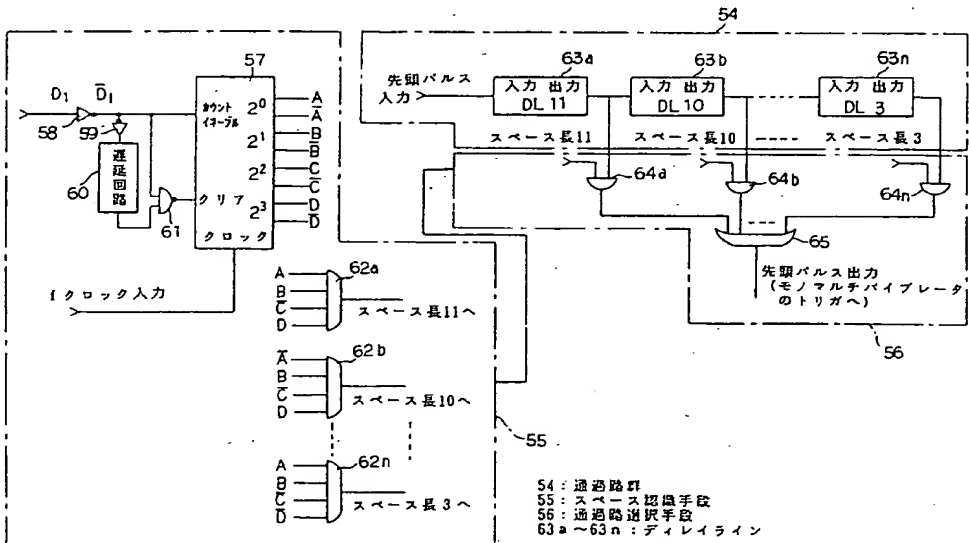 54
63a
63b
63n
57
先頭パルス
入力
入力 出力
DL 11
入力 出力
DL 10
入力 出力
DL 3
D₁
D̅₁
58
59
カウント
イネーブル
2⁰
2¹
2²
2³
A
A̅
B
B̅
C
C̅
D
D̅
遅延回路
60
61
クリア
クロック
スペース長11
スペース長10
スペース長3
64a
64b
64n
65
先頭パルス出力
(モノマルチバイブレータ
のトリガへ)
56
fクロック入力
A
B
C̅
D
62a
スペース長11へ
A̅
B
C̅
D
62b
スペース長10へ
55
A
B
C̅
D̅
62n
スペース長3へ
54:通過路群
55:スペース認識手段
56:通過路選択手段
63a~63n:ディレイライン